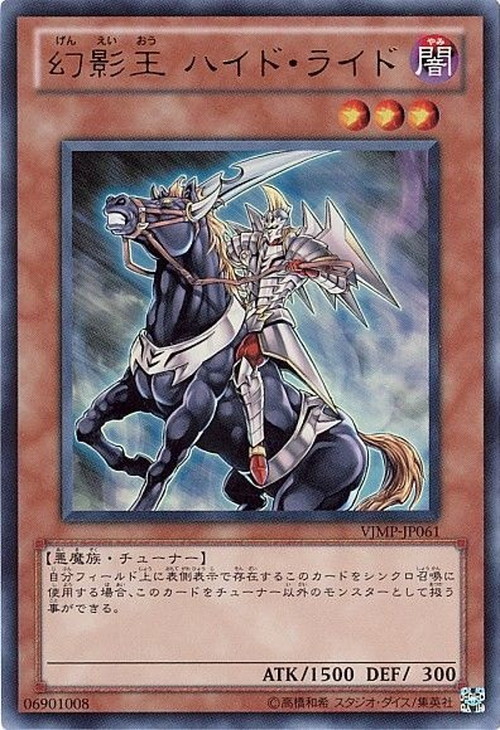 げん えい おう
幻影王 ハイド・ライド
やみ
闇
VJMP-JP061
【悪魔族・チューナー】
自分フィールド上に表側表示で存在するこのカードをシンクロ召喚に
使用する場合、このカードをチューナー以外のモンスターとして扱う
事ができる。
ATK/1500 DEF/ 300
06901008
©高橋和希 スタジオ・ダイス/集英社